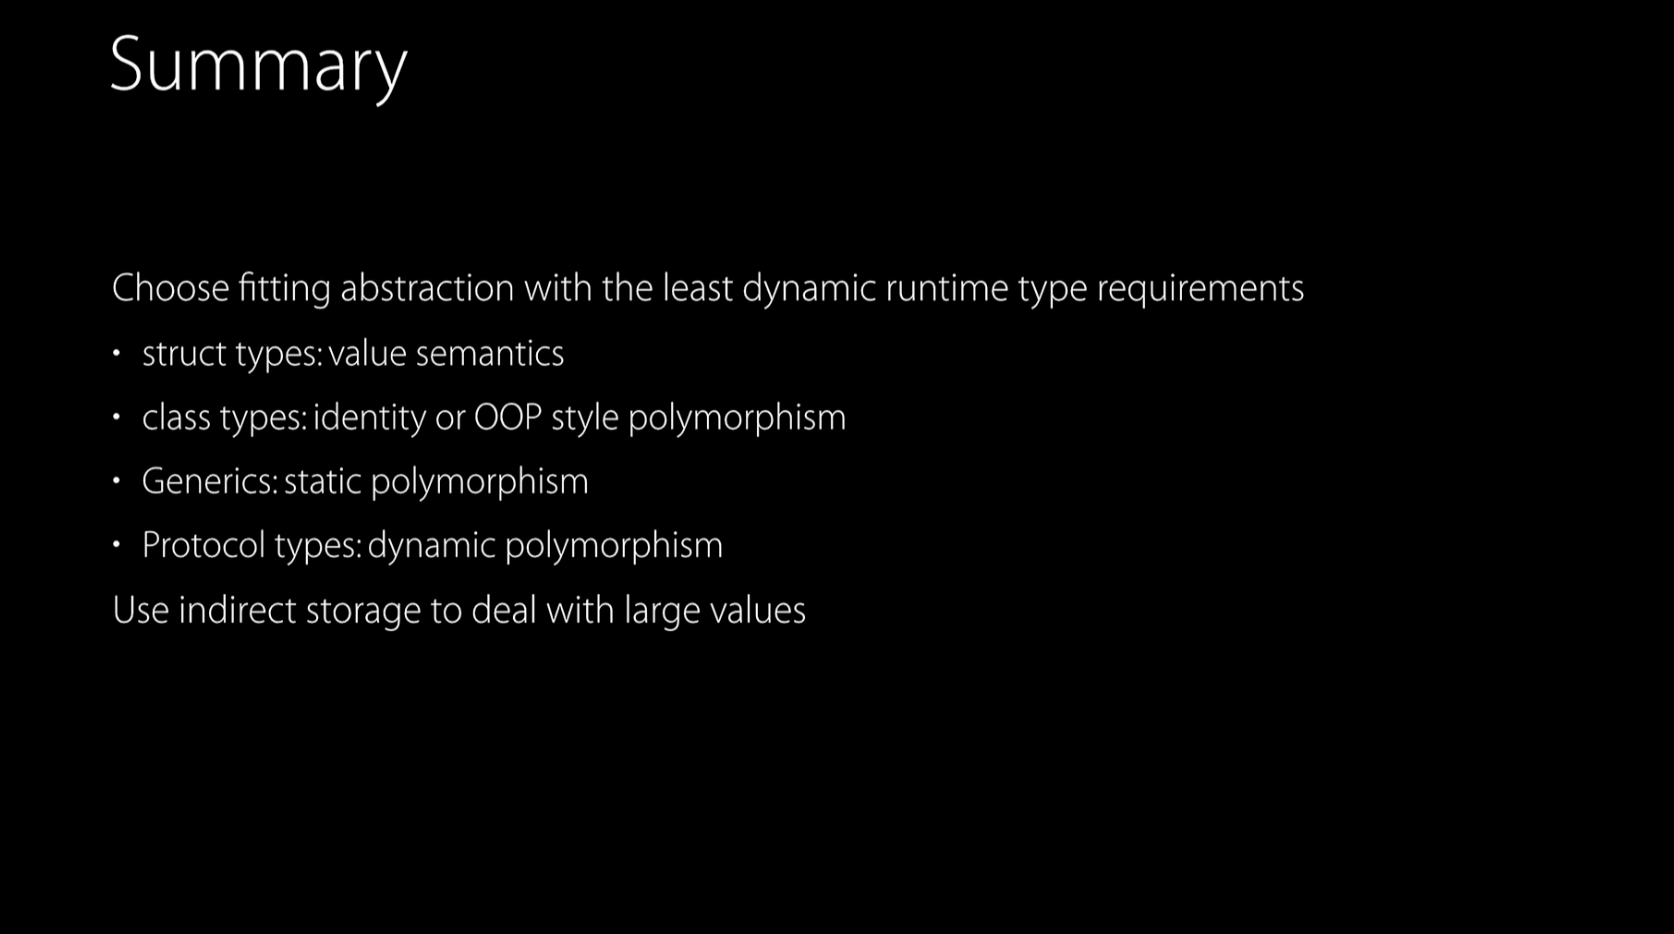 Summary
Choose fitting abstraction with the least dynamic runtime type requirements
• struct types: value semantics
• class types: identity or OOP style polymorphism
• Generics: static polymorphism
• Protocol types: dynamic polymorphism
Use indirect storage to deal with large values